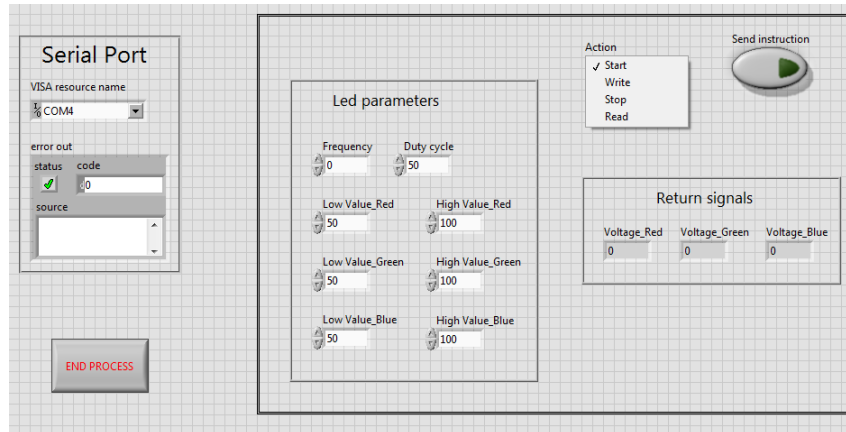 Serial Port
VISA resource name
I/O COM4
error out
status code
d0
source
END PROCESS
Led parameters
Frequency Duty cycle
0 50
Low Value_Red High Value_Red
50 100
Low Value_Green High Value_Green
50 100
Low Value_Blue High Value_Blue
50 100
Action
✓ Start
Write
Stop
Read
Send instruction
Return signals
Voltage_Red Voltage_Green Voltage_Blue
0 0 0